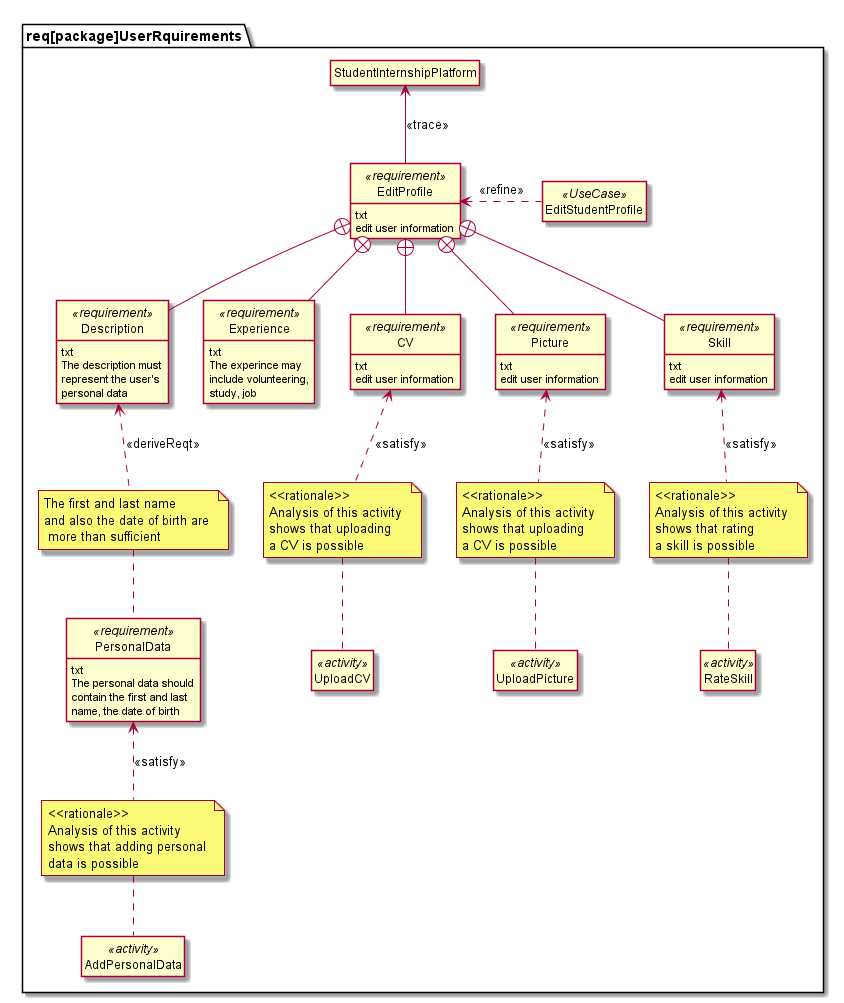 req[package]UserRquirements
StudentInternshipPlatform
«trace»
«requirement»
EditProfile
txt
edit user information
«refine»
«UseCase»
EditStudentProfile
«requirement»
Description
txt
The description must
represent the user's
personal data
«requirement»
Experience
txt
The experince may
include volunteering,
study, job
«requirement»
CV
txt
edit user information
«requirement»
Picture
txt
edit user information
«requirement»
Skill
txt
edit user information
«deriveReqt»
«satisfy»
«satisfy»
«satisfy»
The first and last name
and also the date of birth are
more than sufficient
<<rationale>>
Analysis of this activity
shows that uploading
a CV is possible
<<rationale>>
Analysis of this activity
shows that uploading
a CV is possible
<<rationale>>
Analysis of this activity
shows that rating
a skill is possible
«requirement»
PersonalData
txt
The personal data should
contain the first and last
name, the date of birth
«activity»
UploadCV
«activity»
UploadPicture
«activity»
RateSkill
«satisfy»
<<rationale>>
Analysis of this activity
shows that adding personal
data is possible
«activity»
AddPersonalData